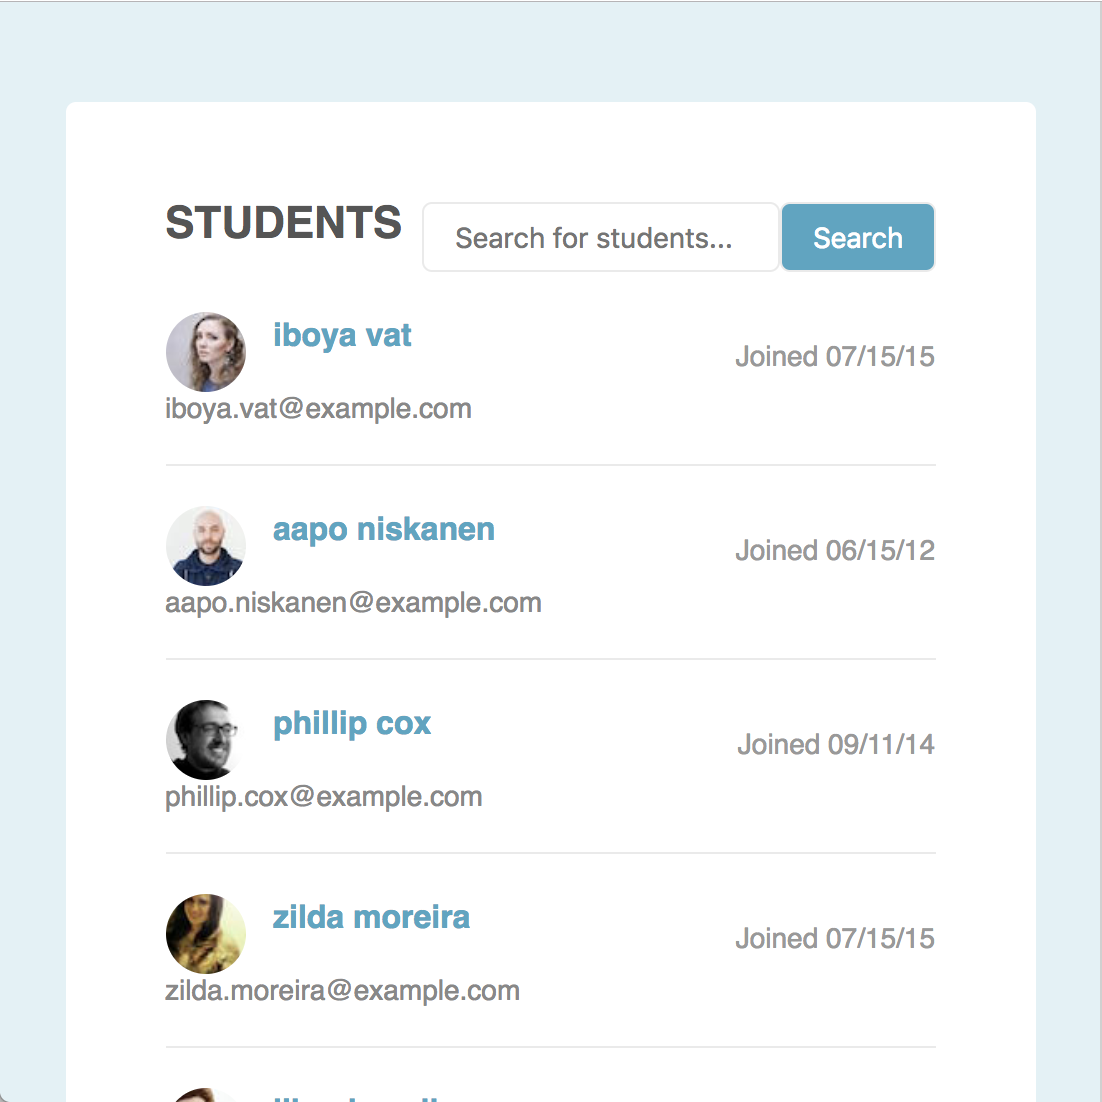 STUDENTS
Search for students...
Search
iboya vat
Joined 07/15/15
iboya.vat@example.com
aapo niskanen
Joined 06/15/12
aapo.niskanen@example.com
phillip cox
Joined 09/11/14
phillip.cox@example.com
zilda moreira
Joined 07/15/15
zilda.moreira@example.com